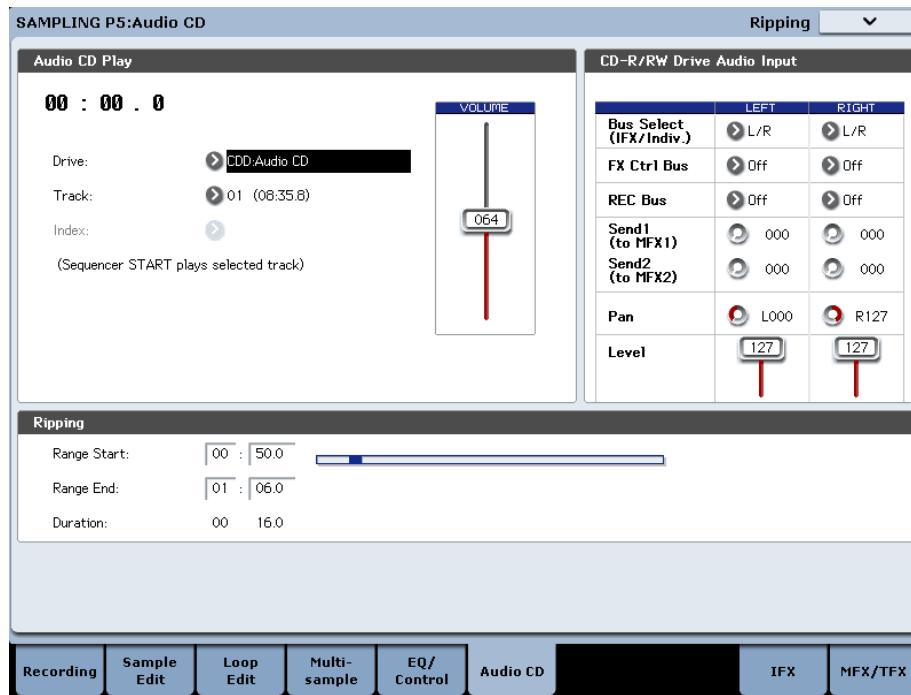 SAMPLING P5:Audio CD Ripping
Audio CD Play
00 : 00 . 0
VOLUME
Drive: CDD:Audio CD
Track: 01 (08:35.8)
064
Index:
(Sequencer START plays selected track)
CD-R/RW Drive Audio Input
LEFT RIGHT
Bus Select
(IFX/Indiv.) L/R L/R
FX Ctrl Bus Off Off
REC Bus Off Off
Send1
(to MFX1) 000 000
Send2
(to MFX2) 000 000
Pan L000 R127
Level 127 127
Ripping
Range Start: 00 : 50.0
Range End: 01 : 06.0
Duration: 00 16.0
Recording
Sample
Edit
Loop
Edit
Multi-
sample
EQ/
Control
Audio CD
IFX
MFX/TFX